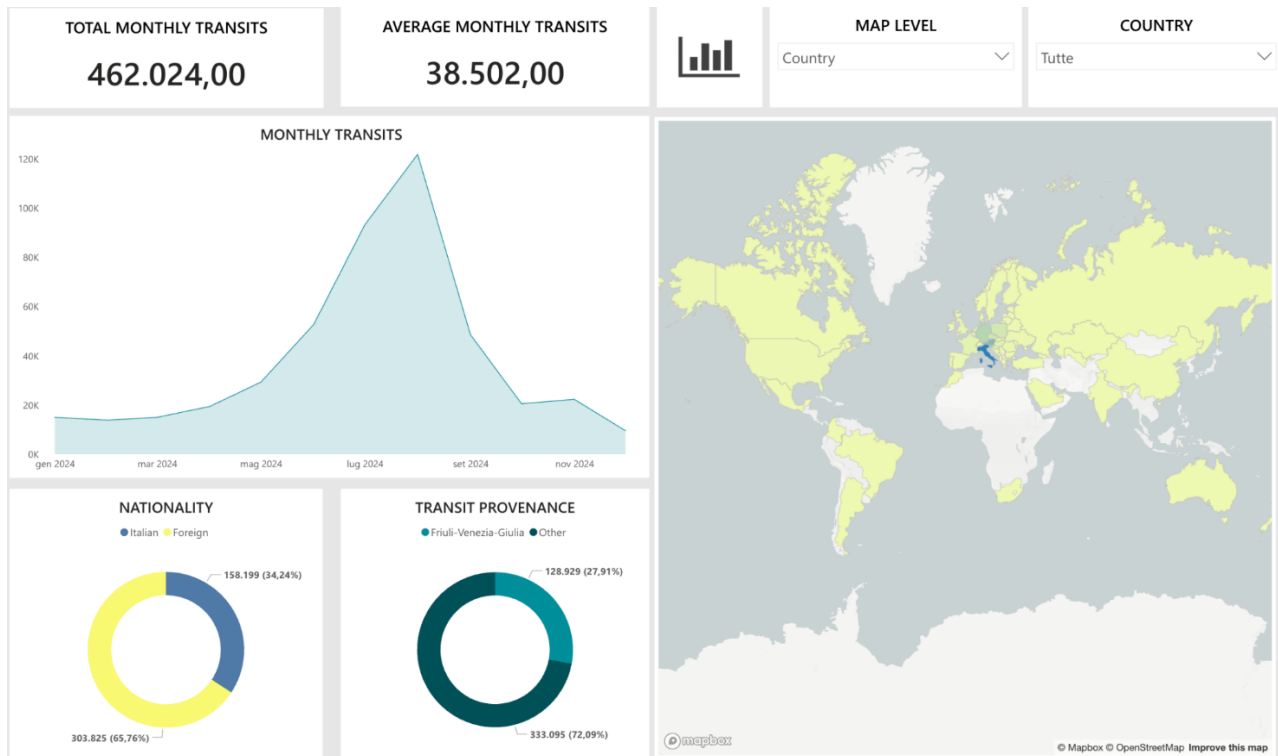 TOTAL MONTHLY TRANSITS
462.024,00
AVERAGE MONTHLY TRANSITS
38.502,00
MAP LEVEL
Country
COUNTRY
Tutte
MONTHLY TRANSITS
120K
100K
80K
60K
40K
20K
0K
gen 2024 mar 2024 mag 2024 lug 2024 set 2024 nov 2024
NATIONALITY
Italian Foreign
158.199 (34,24%)
303.825 (65,76%)
TRANSIT PROVENANCE
Friuli-Venezia-Giulia Other
128.929 (27,91%)
333.095 (72,09%)
mapbox
© Mapbox © OpenStreetMap Improve this map